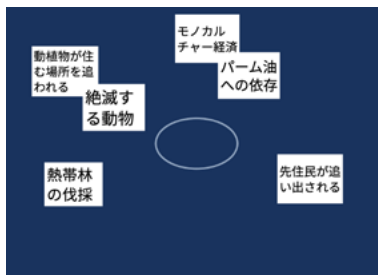 モノカル
チャー経済
動植物が住
む場所を追
われる
パーム油
への依存
絶滅す
る動物
熱帯林
の伐採
先住民が追
い出される